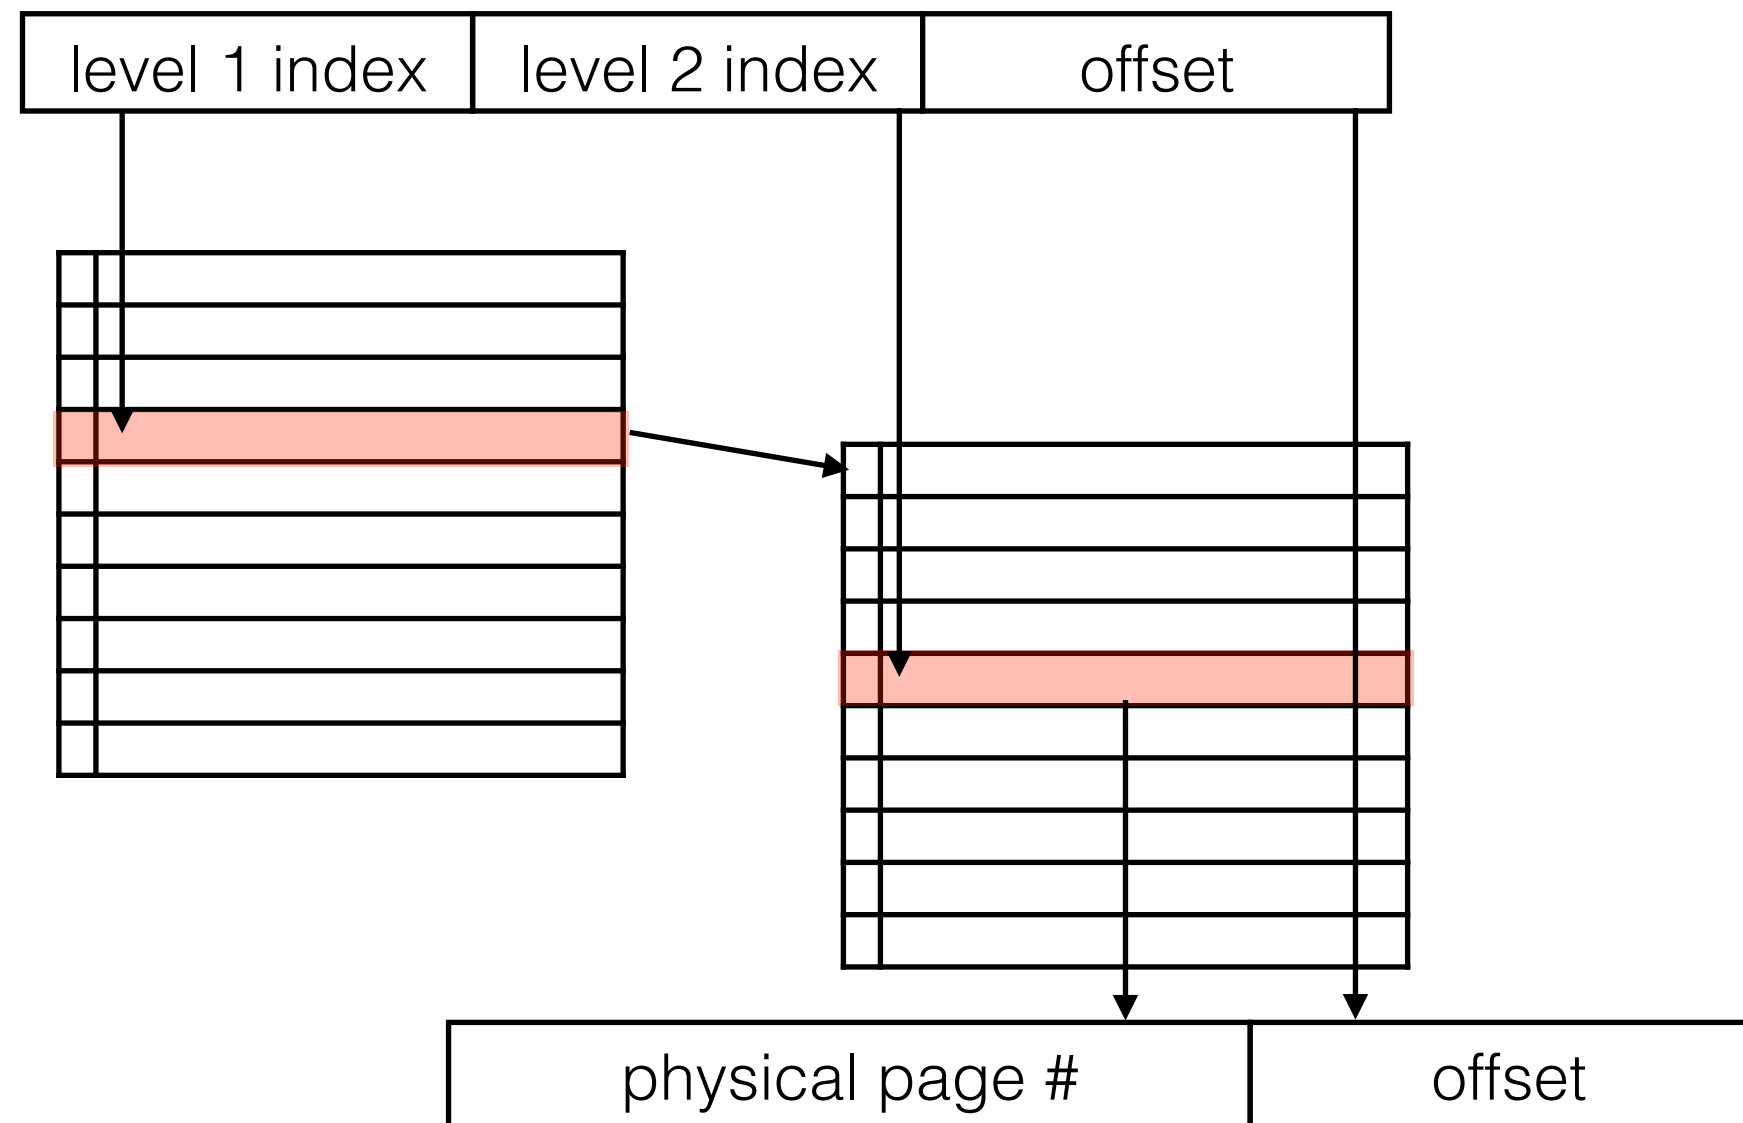 level 1 index level 2 index offset
physical page # offset